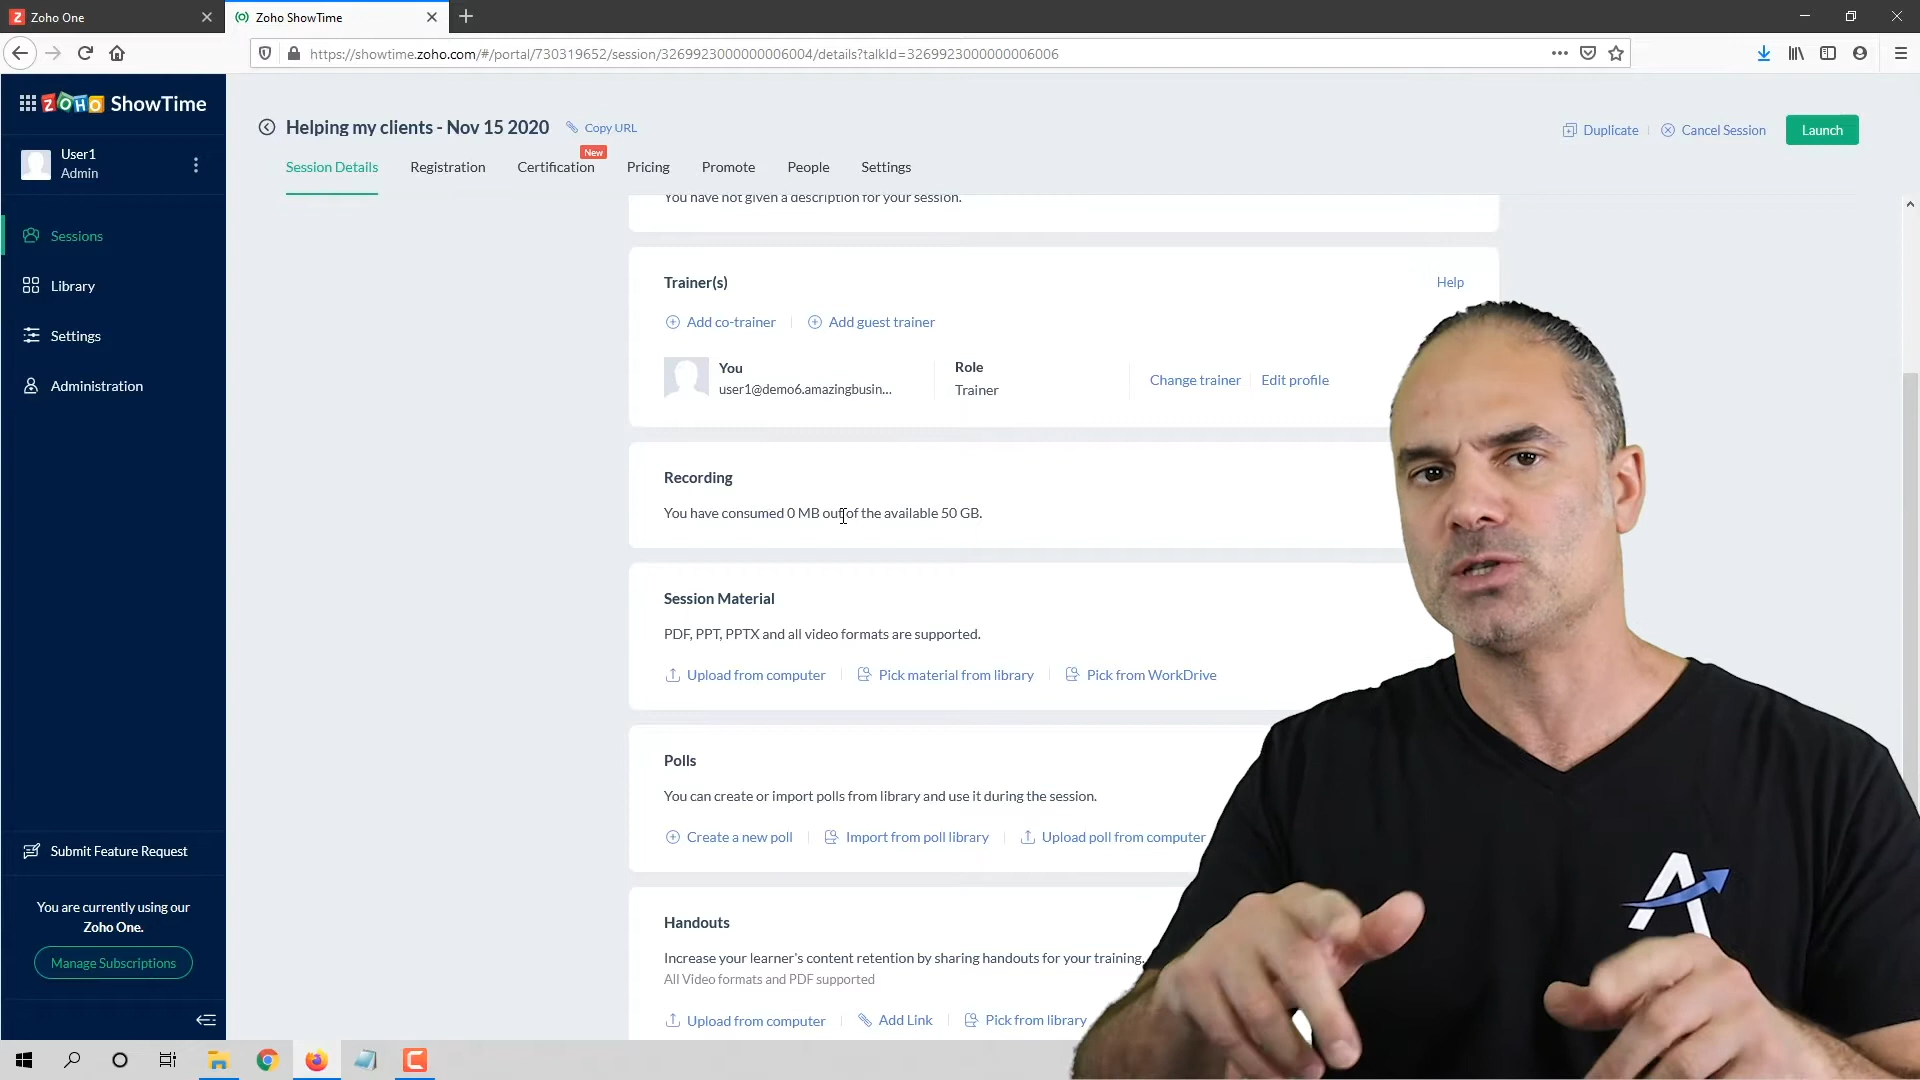 Zoho One
Zoho ShowTime
https://showtime.zoho.com/#/portal/730319652/session/3269923000000006004/details?talkId=3269923000000006006
ZOHO ShowTime
Helping my clients - Nov 15 2020
Copy URL
Duplicate
Cancel Session
Launch
User1
Admin
Session Details
Registration
Certification
New
Pricing
Promote
People
Settings
You have not given a description for your session.
Sessions
Library
Settings
Administration
Trainer(s)
Help
Add co-trainer
Add guest trainer
You
user1@demo6.amazingbusin...
Role
Trainer
Change trainer
Edit profile
Recording
You have consumed 0 MB out of the available 50 GB.
Session Material
PDF, PPT, PPTX and all video formats are supported.
Upload from computer
Pick material from library
Pick from WorkDrive
Polls
You can create or import polls from library and use it during the session.
Create a new poll
Import from poll library
Upload poll from computer
Handouts
Increase your learner's content retention by sharing handouts for your training.
All Video formats and PDF supported
Upload from computer
Add Link
Pick from library
Submit Feature Request
You are currently using our
Zoho One.
Manage Subscriptions